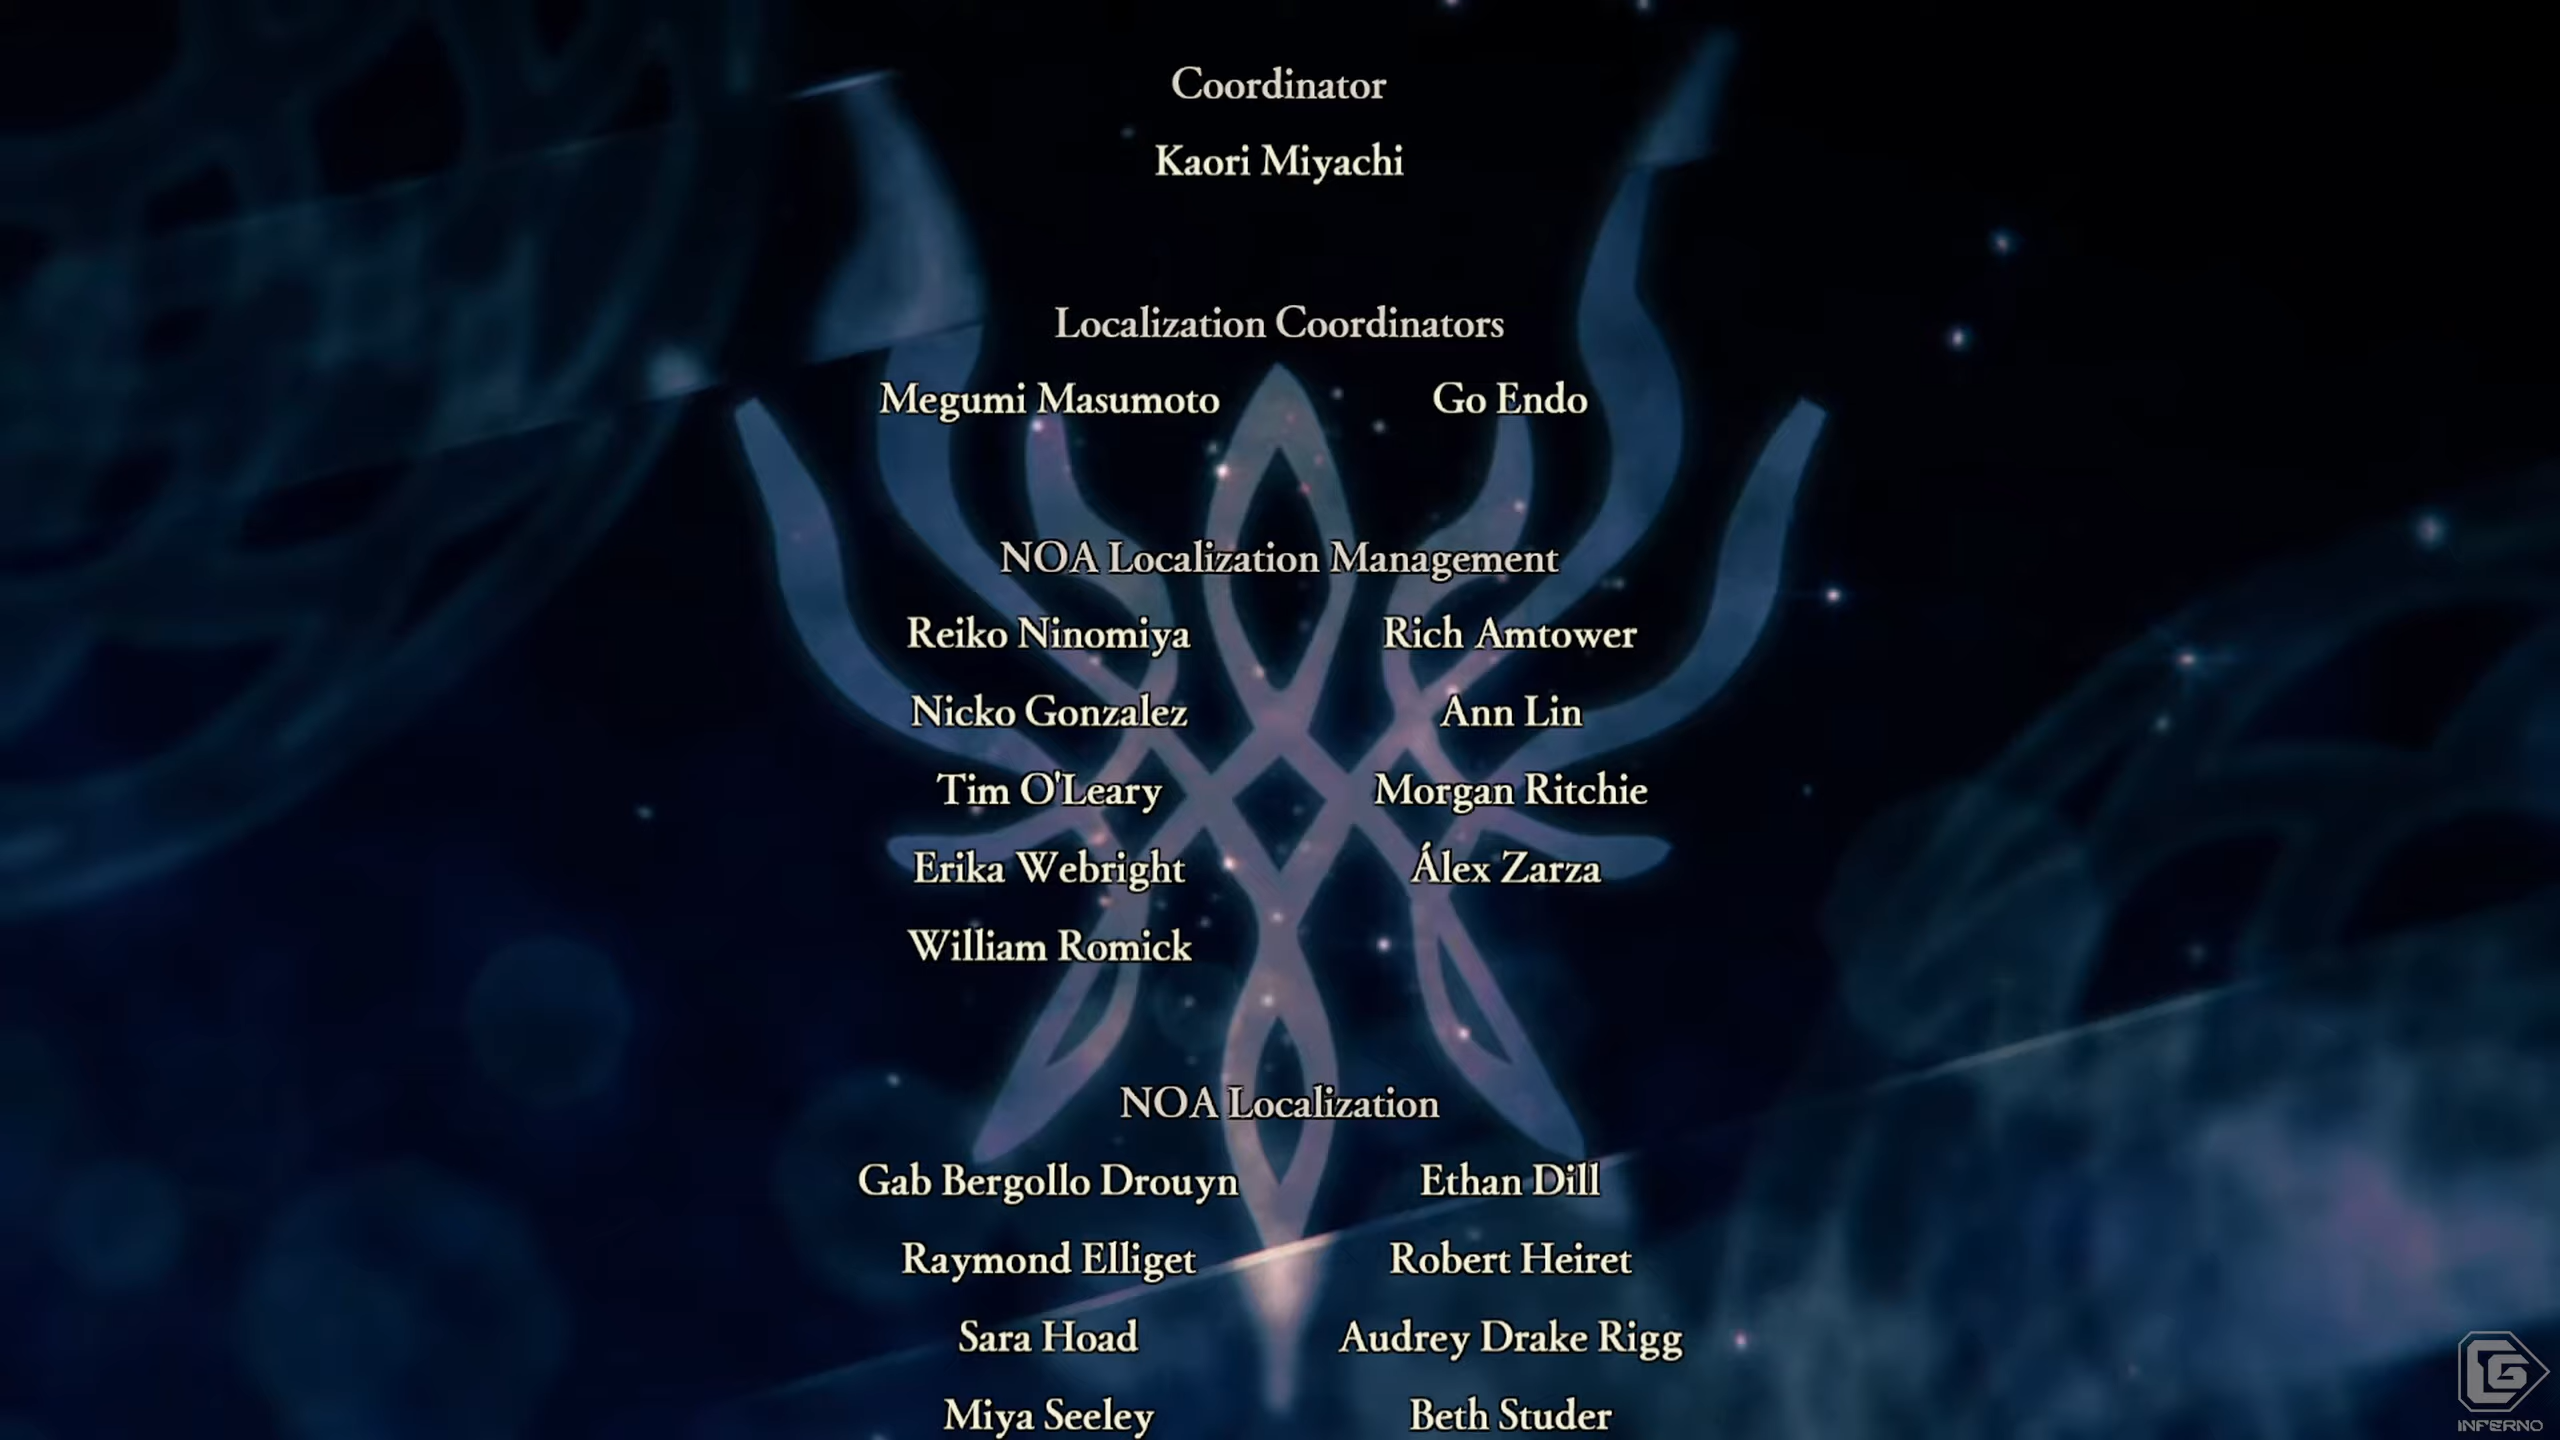 Coordinator
Kaori Miyachi
Localization Coordinators
Megumi Masumoto Go Endo
NOA Localization Management
Reiko Ninomiya Rich Amtower
Nicko Gonzalez Ann Lin
Tim O'Leary Morgan Ritchie
Erika Webright Álex Zarza
William Romick
NOA Localization
Gab Bergollo Drouyn Ethan Dill
Raymond Elliget Robert Heiret
Sara Hoad Audrey Drake Rigg
Miya Seeley Beth Studer
INFERNO